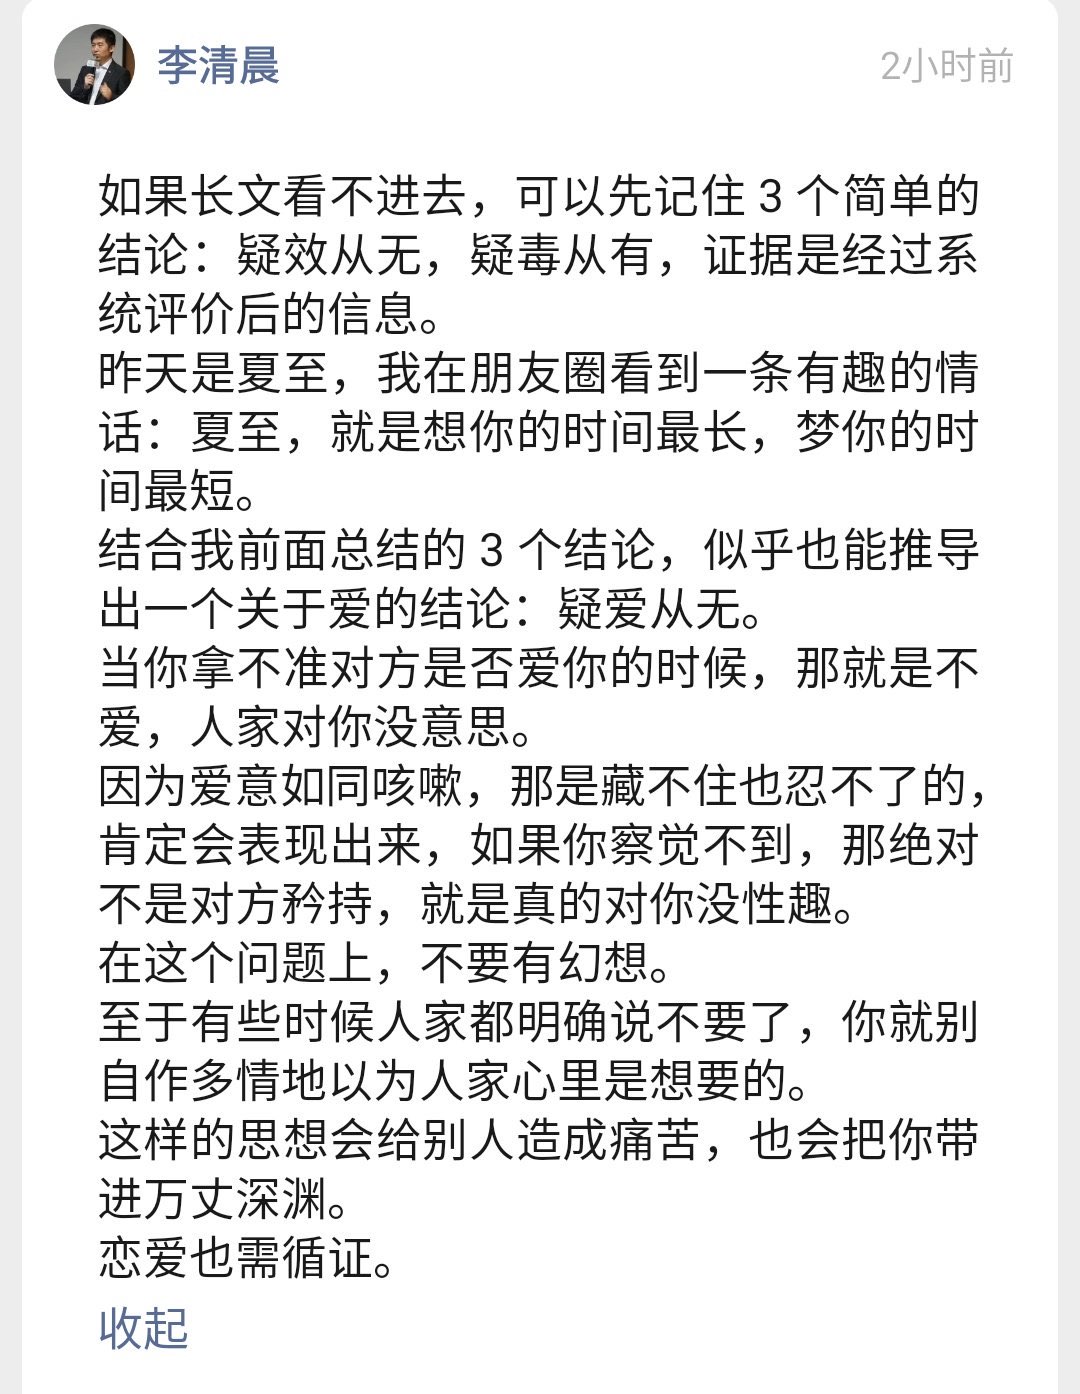 李清晨
2小时前
如果长文看不进去，可以先记住 3 个简单的
结论：疑效从无，疑毒从有，证据是经过系
统评价后的信息。
昨天是夏至，我在朋友圈看到一条有趣的情
话：夏至，就是想你的时间最长，梦你的时
间最短。
结合我前面总结的 3 个结论，似乎也能推导
出一个关于爱的结论：疑爱从无。
当你拿不准对方是否爱你的时候，那就是不
爱，人家对你没意思。
因为爱意如同咳嗽，那是藏不住也忍不了的，
肯定会表现出来，如果你察觉不到，那绝对
不是对方矜持，就是真的对你没性趣。
在这个问题上，不要有幻想。
至于有些时候人家都明确说不要了，你就别
自作多情地以为人家心里是想要的。
这样的思想会给别人造成痛苦，也会把你带
进万丈深渊。
恋爱也需循证。
收起